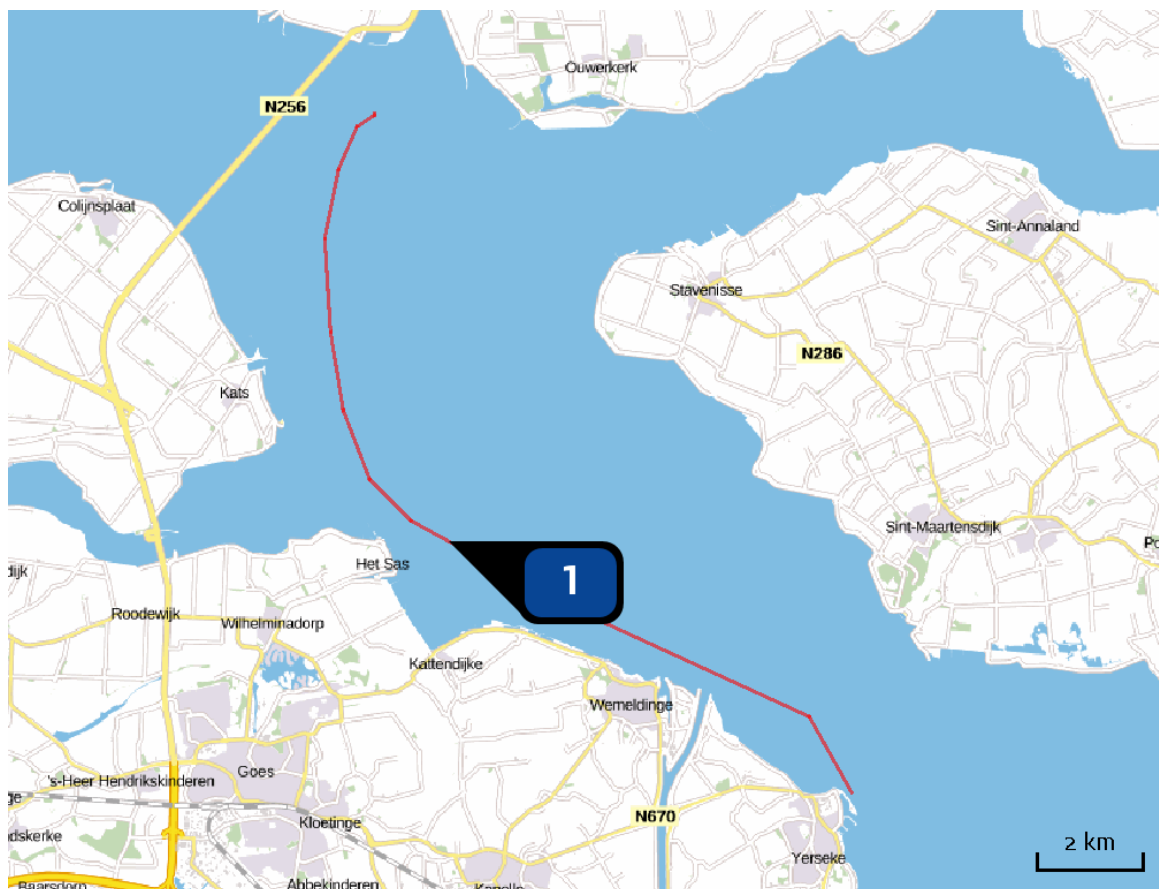 Ouwerkerk
N256
Colijnsplaat
Sint-Annaland
Stavenisse
N286
Kats
Sint-Maartensdijk
Het Sas
1
Roodewijk
Wilhelminadorp
Kattendijke
Wemeldinge
Goes
's-Heer Hendrikskinderen
Kloetinge
N670
2 km
Yerseke